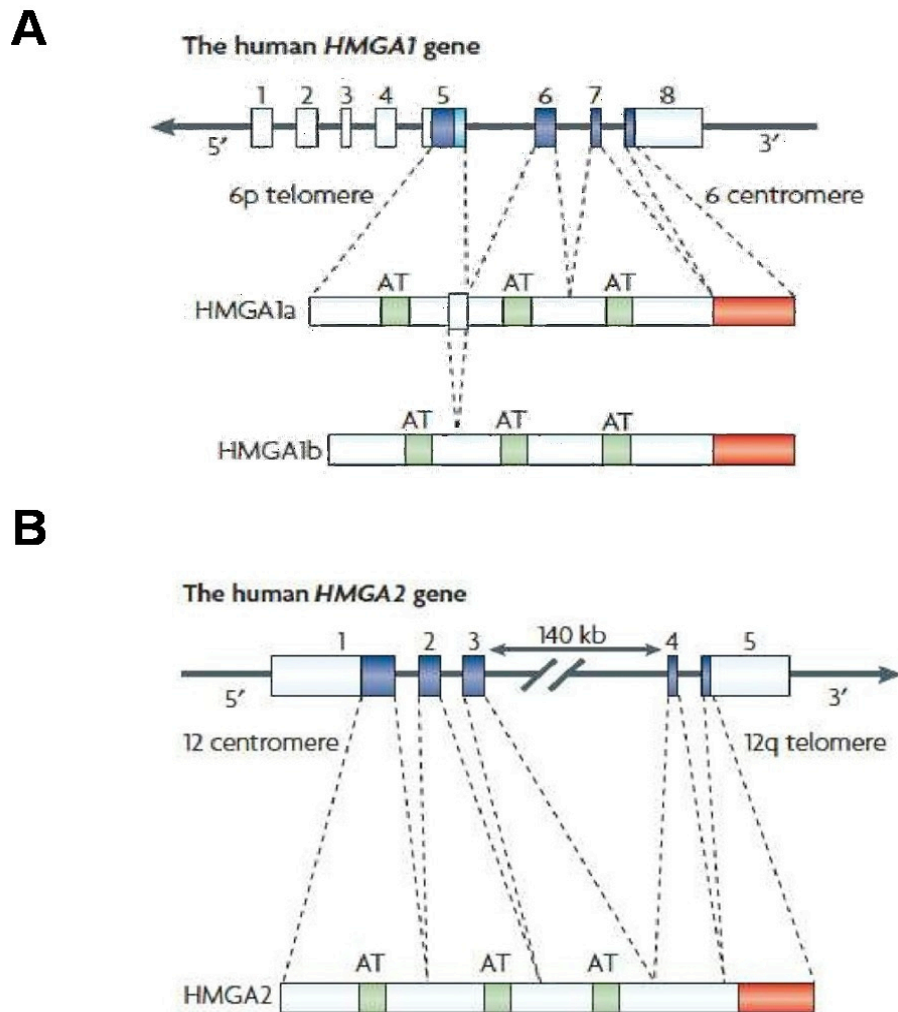 A
The human HMGA1 gene
1 2 3 4 5 6 7 8
5′ 3′
6p telomere 6 centromere
AT AT AT
HMGA1a
AT AT AT
HMGA1b
B
The human HMGA2 gene
1 2 3 140 kb 4 5
5′ 3′
12 centromere 12q telomere
AT AT AT
HMGA2